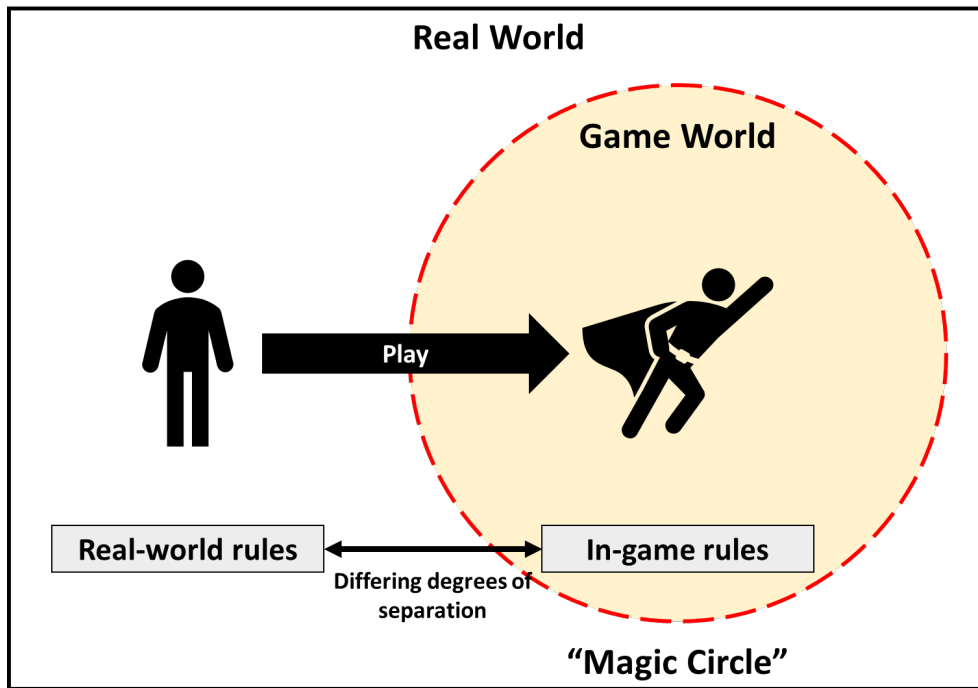 Real World
Game World
Play
Real-world rules
In-game rules
Differing degrees of
separation
“Magic Circle”